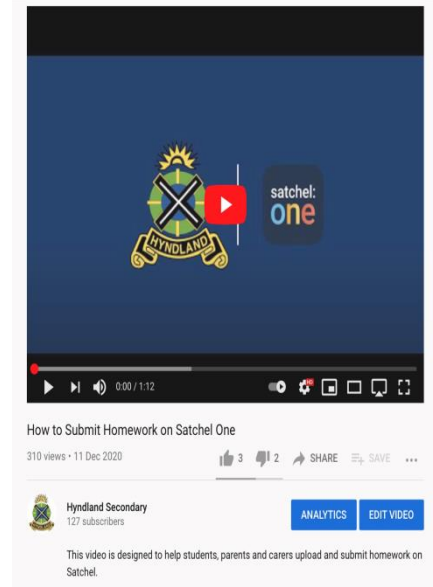 satchel:
one
HYNDLAND
0:00 / 1:12
HD
How to Submit Homework on Satchel One
310 views • 11 Dec 2020 3 2 SHARE SAVE
Hyndland Secondary
127 subscribers
ANALYTICS EDIT VIDEO
This video is designed to help students, parents and carers upload and submit homework on
Satchel.